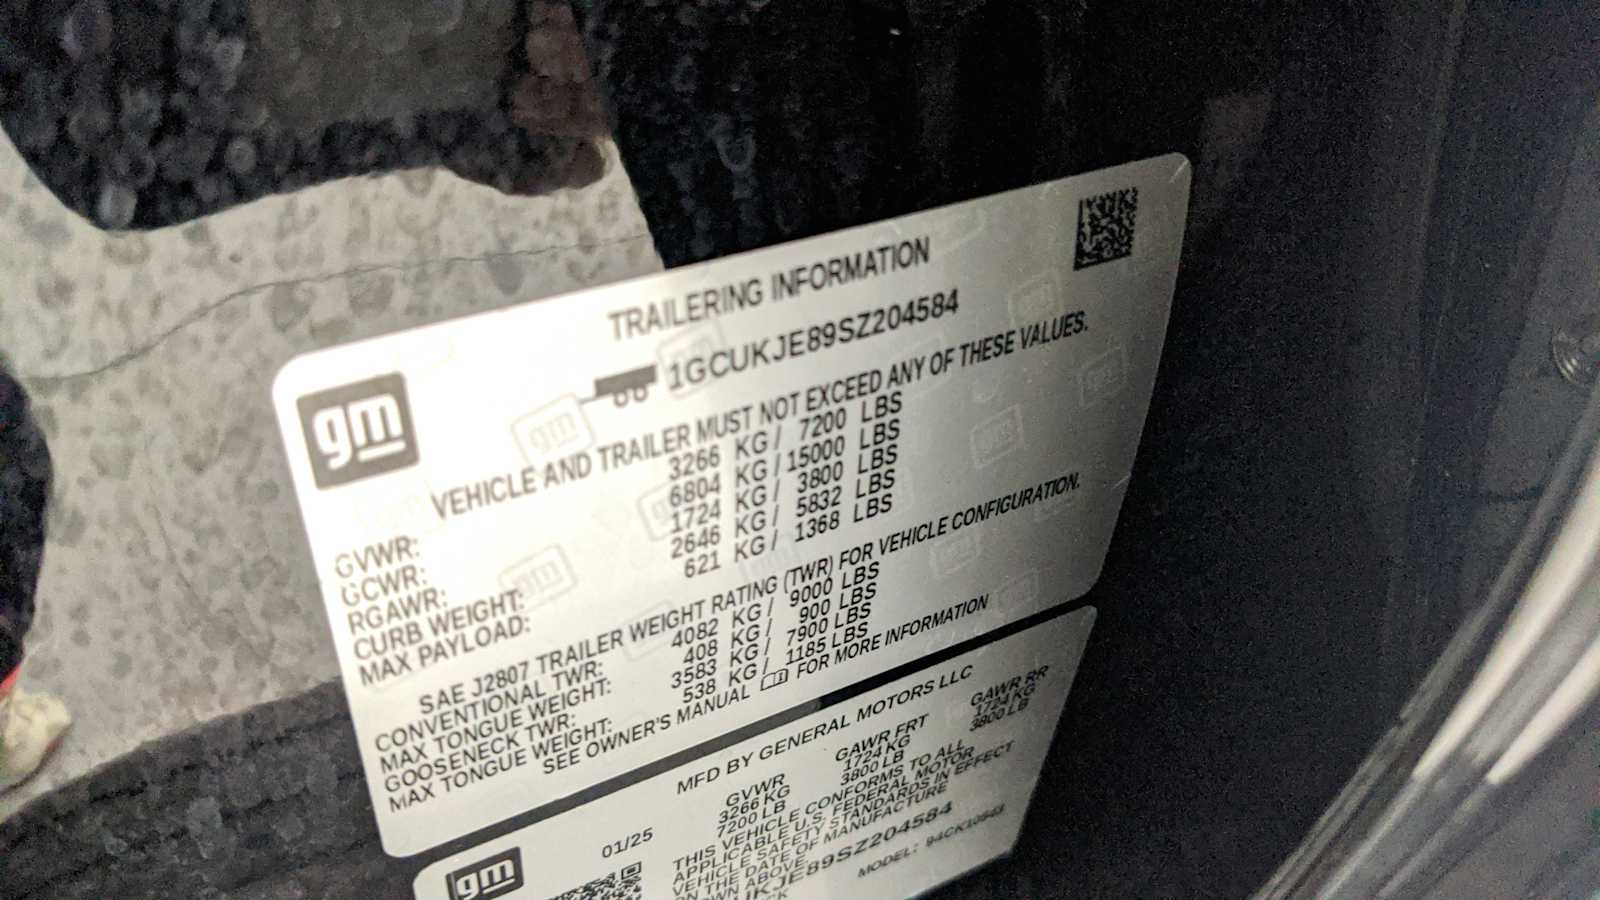 TRAILERING INFORMATION
1GCUKJE89SZ204584
gm
VEHICLE AND TRAILER MUST NOT EXCEED ANY OF THESE VALUES.
GVWR: 3266 KG / 7200 LBS
GCWR: 6804 KG / 15000 LBS
RGAWR: 1724 KG / 3800 LBS
CURB WEIGHT: 2646 KG / 5832 LBS
MAX PAYLOAD: 621 KG / 1368 LBS
SAE J2807 TRAILER WEIGHT RATING (TWR) FOR VEHICLE CONFIGURATION.
CONVENTIONAL TWR: 4082 KG / 9000 LBS
MAX TONGUE WEIGHT: 408 KG / 900 LBS
GOOSENECK TWR: 3583 KG / 7900 LBS
MAX TONGUE WEIGHT: 538 KG / 1185 LBS
SEE OWNER'S MANUAL FOR MORE INFORMATION
MFD BY GENERAL MOTORS LLC
gm
01/25
GVWR GAWR FRT GAWR RR
3266 KG 1724 KG 1724 KG
7200 LB 3800 LB 3800 LB
THIS VEHICLE CONFORMS TO ALL
APPLICABLE U.S. FEDERAL MOTOR
VEHICLE SAFETY STANDARDS IN EFFECT
ON THE DATE OF MANUFACTURE
OWN ABOVE.
UKJE89SZ204584
MODEL: